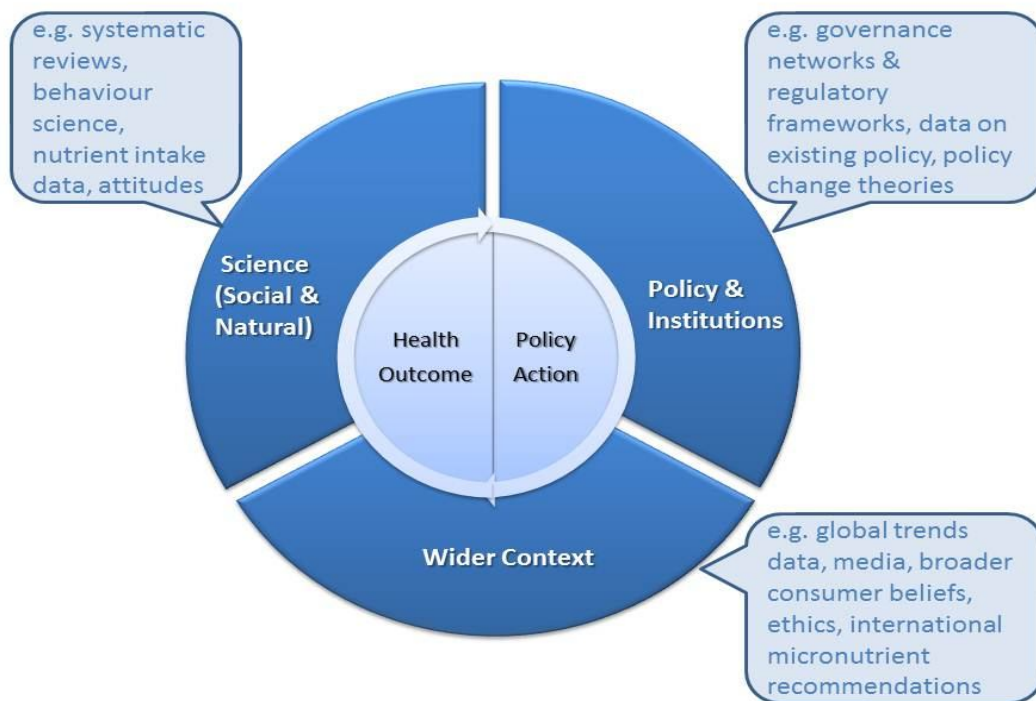 e.g. systematic
reviews,
behaviour
science,
nutrient intake
data, attitudes
e.g. governance
networks &
regulatory
frameworks, data on
existing policy, policy
change theories
Science
(Social &
Natural)
Policy &
Institutions
Health
Outcome
Policy
Action
Wider Context
e.g. global trends
data, media, broader
consumer beliefs,
ethics, international
micronutrient
recommendations